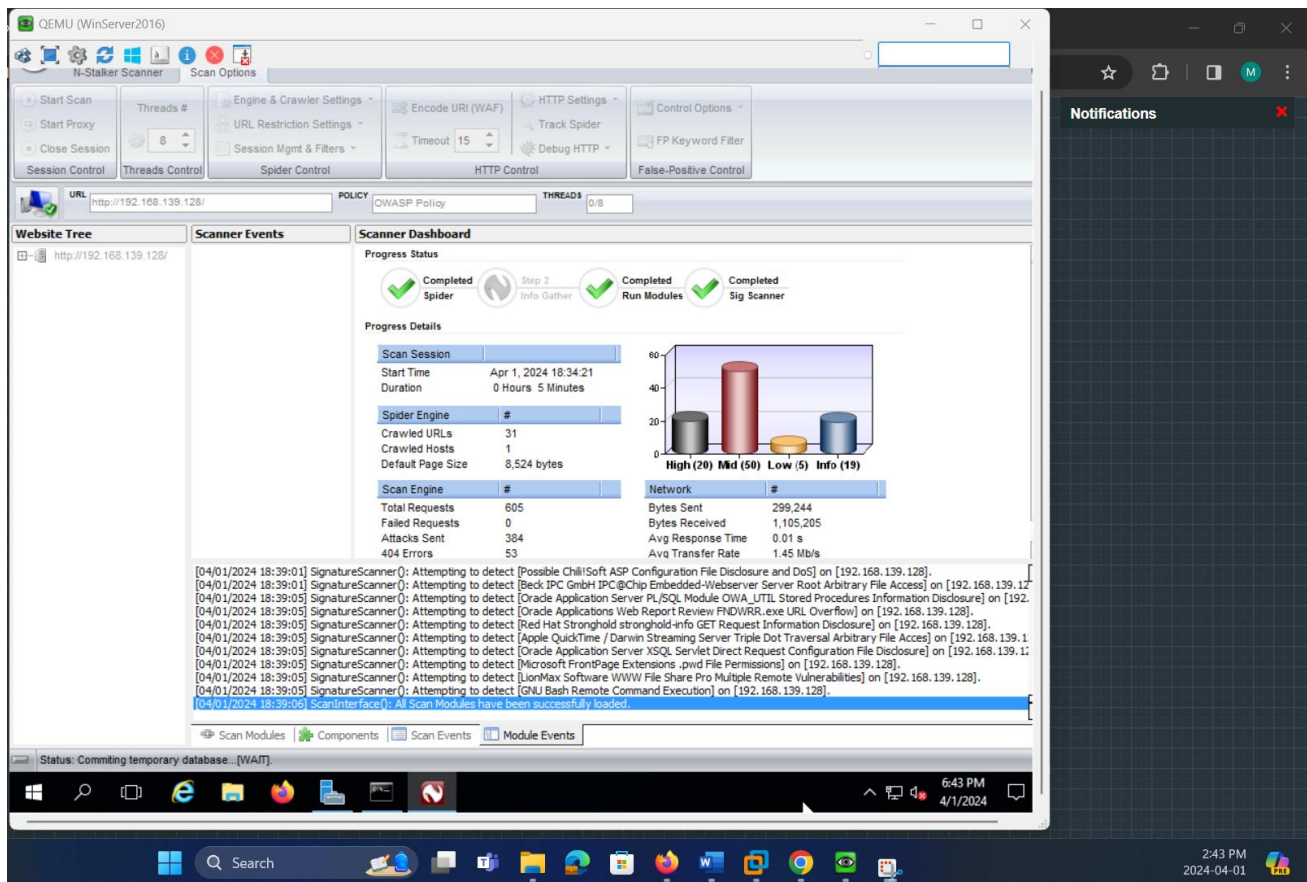 QEMU (WinServer2016)
N-Stalker Scanner Scan Options
Start Scan
Start Proxy
Close Session
Session Control
Threads #
8
Threads Control
Engine & Crawler Settings
URL Restriction Settings
Session Mgmt & Filters
Spider Control
Encode URI (WAF)
Timeout 15
HTTP Settings
Track Spider
Debug HTTP
HTTP Control
Control Options
FP Keyword Filter
False-Positive Control
Notifications
M
URL http://192.168.139.128/ POLICY OWASP Policy THREADS 0/8
Website Tree
http://192.168.139.128/
Scanner Events
Scanner Dashboard
Progress Status
Completed
Spider
Step 2
Info Gather
Completed
Run Modules
Completed
Sig Scanner
Progress Details
Scan Session
Start Time Apr 1, 2024 18:34:21
Duration 0 Hours 5 Minutes
Spider Engine #
Crawled URLs 31
Crawled Hosts 1
Default Page Size 8,524 bytes
60
40
20
0
High (20) Mid (50) Low (5) Info (19)
Scan Engine #
Total Requests 605
Failed Requests 0
Attacks Sent 384
404 Errors 53
Network #
Bytes Sent 299,244
Bytes Received 1,105,205
Avg Response Time 0.01 s
Avg Transfer Rate 1.45 Mb/s
[04/01/2024 18:39:01] SignatureScanner(): Attempting to detect [Possible Chili!Soft ASP Configuration File Disclosure and DoS] on [192.168.139.128].
[04/01/2024 18:39:01] SignatureScanner(): Attempting to detect [Beck IPC GmbH IPC@Chip Embedded-Webserver Server Root Arbitrary File Access] on [192.168.139.12
[04/01/2024 18:39:05] SignatureScanner(): Attempting to detect [Oracle Application Server PL/SQL Module OWA_UTIL Stored Procedures Information Disclosure] on [192.
[04/01/2024 18:39:05] SignatureScanner(): Attempting to detect [Oracle Applications Web Report Review FNDWRR.exe URL Overflow] on [192.168.139.128].
[04/01/2024 18:39:05] SignatureScanner(): Attempting to detect [Red Hat Stronghold stronghold-info GET Request Information Disclosure] on [192.168.139.128].
[04/01/2024 18:39:05] SignatureScanner(): Attempting to detect [Apple QuickTime / Darwin Streaming Server Triple Dot Traversal Arbitrary File Acces] on [192.168.139.1
[04/01/2024 18:39:05] SignatureScanner(): Attempting to detect [Oracle Application Server XSQL Servlet Direct Request Configuration File Disclosure] on [192.168.139.12
[04/01/2024 18:39:05] SignatureScanner(): Attempting to detect [Microsoft FrontPage Extensions .pwd File Permissions] on [192.168.139.128].
[04/01/2024 18:39:05] SignatureScanner(): Attempting to detect [LionMax Software WWW File Share Pro Multiple Remote Vulnerabilities] on [192.168.139.128].
[04/01/2024 18:39:05] SignatureScanner(): Attempting to detect [GNU Bash Remote Command Execution] on [192.168.139.128].
[04/01/2024 18:39:06] ScanInterface(): All Scan Modules have been successfully loaded.
Scan Modules Components Scan Events Module Events
Status: Commiting temporary database...[WAIT].
6:43 PM
4/1/2024
Search
2:43 PM
2024-04-01
PRE